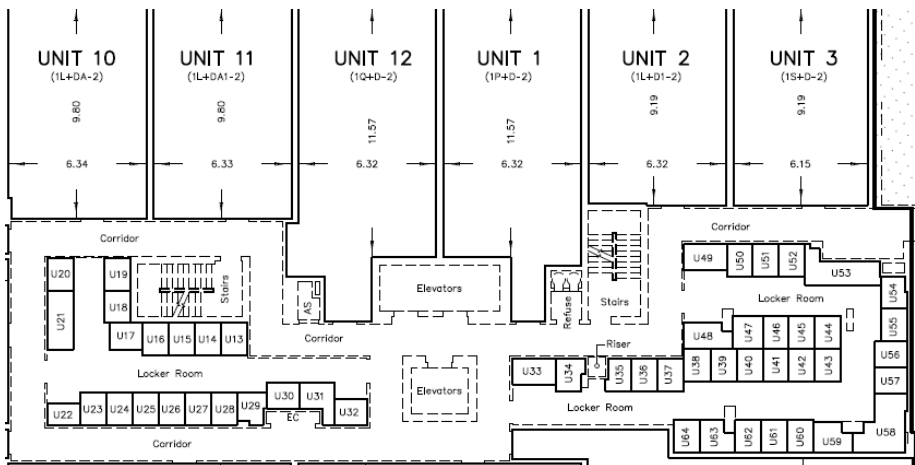 UNIT 10
(1L+DA-2)
9.80
6.34
UNIT 11
(1L+DA1-2)
9.80
6.33
UNIT 12
(1Q+D-2)
11.57
6.32
UNIT 1
(1P+D-2)
11.57
6.32
UNIT 2
(1L+D1-2)
9.19
6.32
UNIT 3
(1S+D-2)
9.19
6.15
Corridor
Corridor
U20
U19
U21
U18
U17
U16
U15
U14
U13
Stairs
AS
Elevators
Refuse
Stairs
U49
U50
U51
U52
U53
U54
Locker Room
U55
U48
U47
U46
U45
U44
U56
Corridor
Riser
Locker Room
U33
U34
U35
U36
U37
U38
U39
U40
U41
U42
U43
U57
Elevators
U22
U23
U24
U25
U26
U27
U28
U29
U30
U31
U32
EC
Locker Room
U64
U63
U62
U61
U60
U59
U58
Corridor